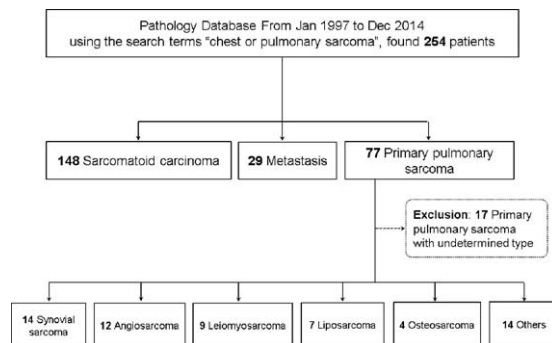 Pathology Database From Jan 1997 to Dec 2014
using the search terms “chest or pulmonary sarcoma”, found 254 patients
148 Sarcomatoid carcinoma
29 Metastasis
77 Primary pulmonary
sarcoma
Exclusion: 17 Primary
pulmonary sarcoma
with undetermined type
14 Synovial
sarcoma
12 Angiosarcoma
9 Leiomyosarcoma
7 Liposarcoma
4 Osteosarcoma
14 Others